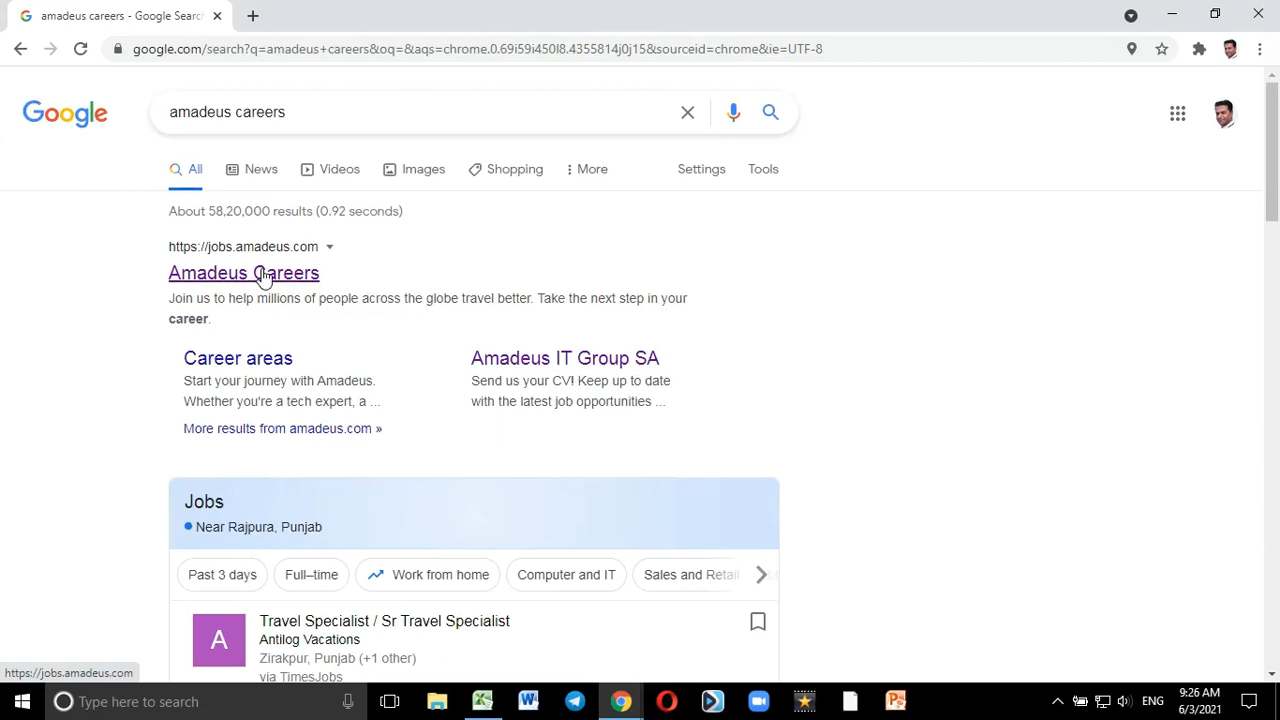 amadeus careers - Google Searc
google.com/search?q=amadeus+careers&oq=&aqs=chrome.0.69i59i450l8.4355814j0j15&sourceid=chrome&ie=UTF-8
Google
amadeus careers
All
News
Videos
Images
Shopping
More
Settings
Tools
About 58,20,000 results (0.92 seconds)
https://jobs.amadeus.com
Amadeus Careers
Join us to help millions of people across the globe travel better. Take the next step in your
career.
Career areas
Start your journey with Amadeus.
Whether you're a tech expert, a ...
More results from amadeus.com »
Amadeus IT Group SA
Send us your CV! Keep up to date
with the latest job opportunities ...
Jobs
Near Rajpura, Punjab
Past 3 days
Full–time
Work from home
Computer and IT
Sales and Retail
A
Travel Specialist / Sr Travel Specialist
Antilog Vacations
Zirakpur, Punjab (+1 other)
via TimesJobs
https://jobs.amadeus.com
Type here to search
ENG
9:26 AM
6/3/2021